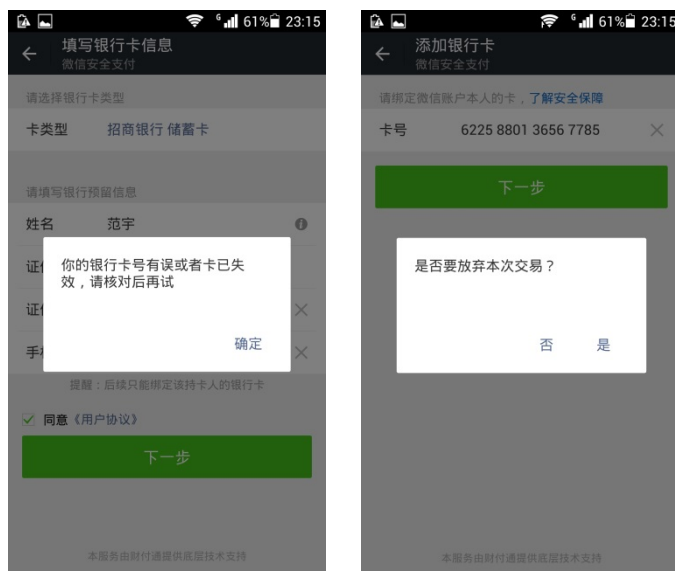 61% 23:15
填写银行卡信息
微信安全支付
请选择银行卡类型
卡类型 招商银行 储蓄卡
请填写银行预留信息
姓名 范宇
证
你的银行卡号有误或者卡已失
效，请核对后再试
证
手
确定
提醒：后续只能绑定该持卡人的银行卡
同意《用户协议》
下一步
本服务由财付通提供底层技术支持
61% 23:15
添加银行卡
微信安全支付
请绑定微信账户本人的卡，了解安全保障
卡号 6225 8801 3656 7785
下一步
是否要放弃本次交易？
否 是
本服务由财付通提供底层技术支持